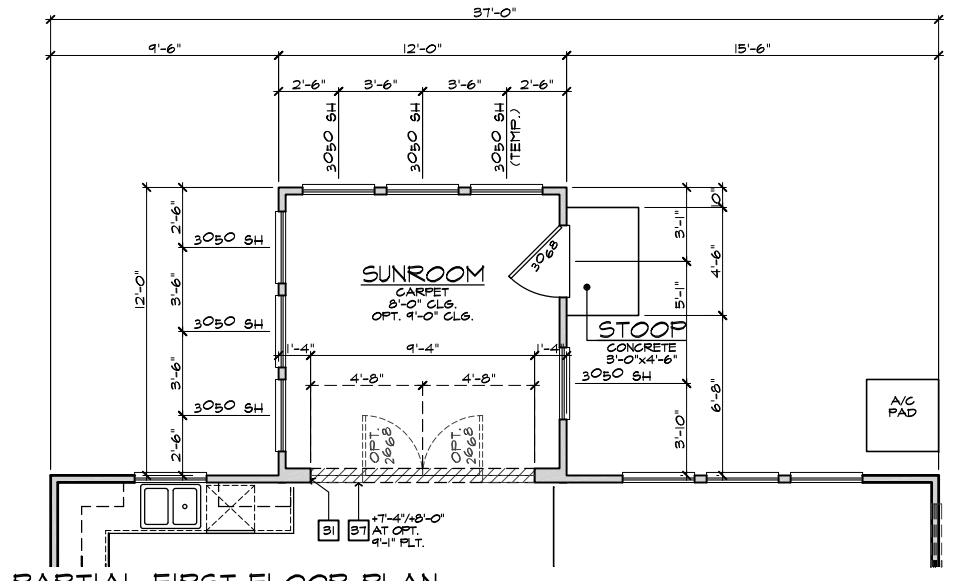 37'-0"
9'-6"
12'-0"
15'-6"
2'-6"
3'-6"
3'-6"
2'-6"
3050 SH
3050 SH
3050 SH
(TEMP.)
12'-0"
2'-6"
3'-6"
3'-6"
2'-6"
3050 SH
3050 SH
3050 SH
SUNROOM
CARPET
8'-0" CLG.
OPT. 9'-0" CLG.
3068
3'-1"
5'-1"
3'-10"
10"
4'-6"
6'-8"
STOOP
CONCRETE
3'-0"x4'-6"
3050 SH
1'-4"
9'-4"
1'-4"
4'-8"
4'-8"
OPT.
2668
OPT.
2668
A/C
PAD
31
37
+7'-4"/+8'-0"
AT OPT.
9'-1" PLT.
PARTIAL FIRST FLOOR PLAN